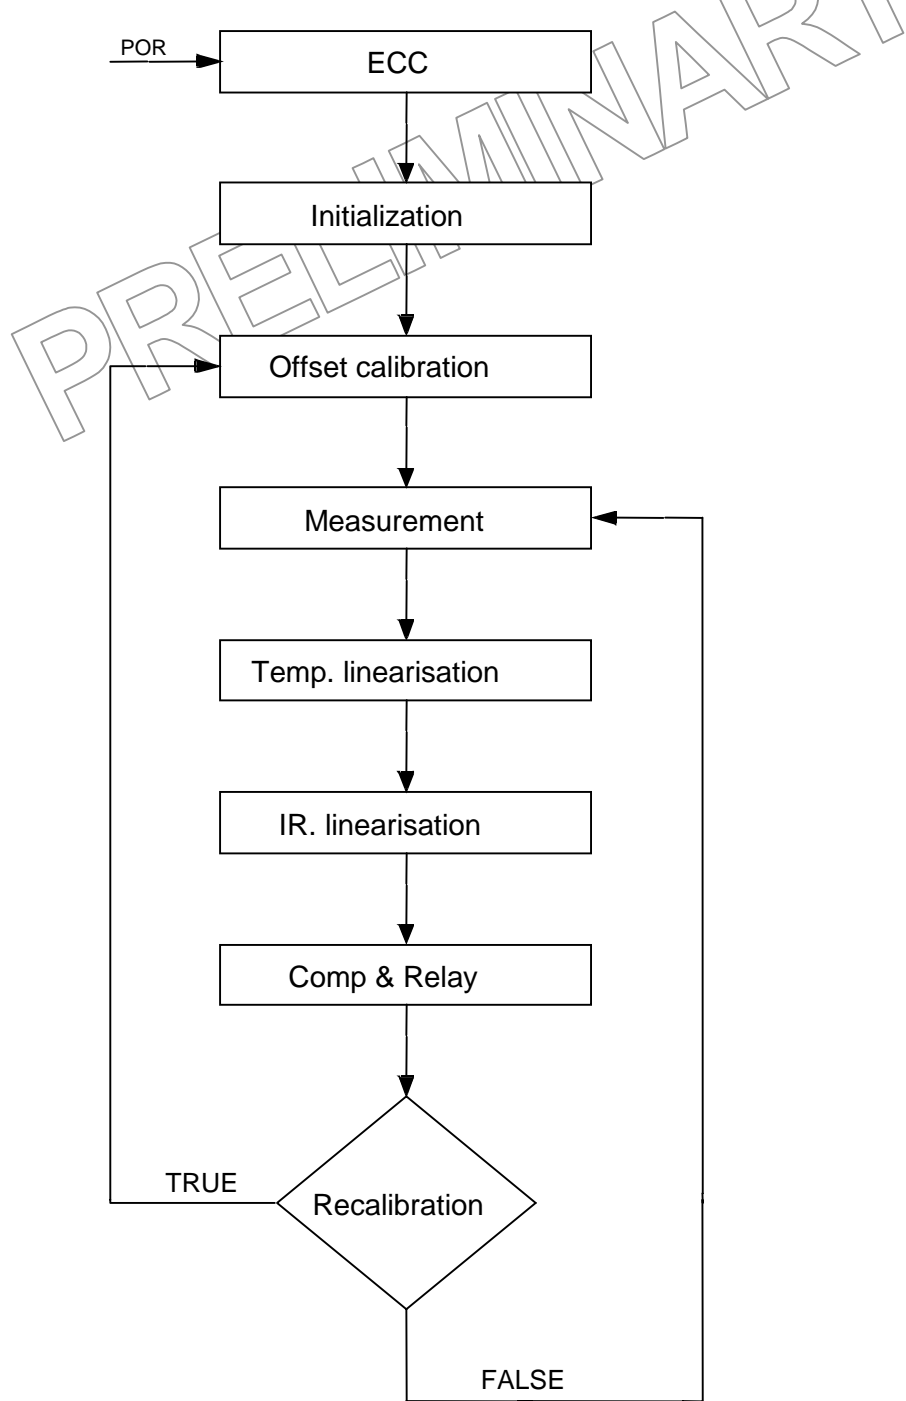 PRELIMINARY
POR
ECC
Initialization
Offset calibration
Measurement
Temp. linearisation
IR. linearisation
Comp & Relay
TRUE
Recalibration
FALSE